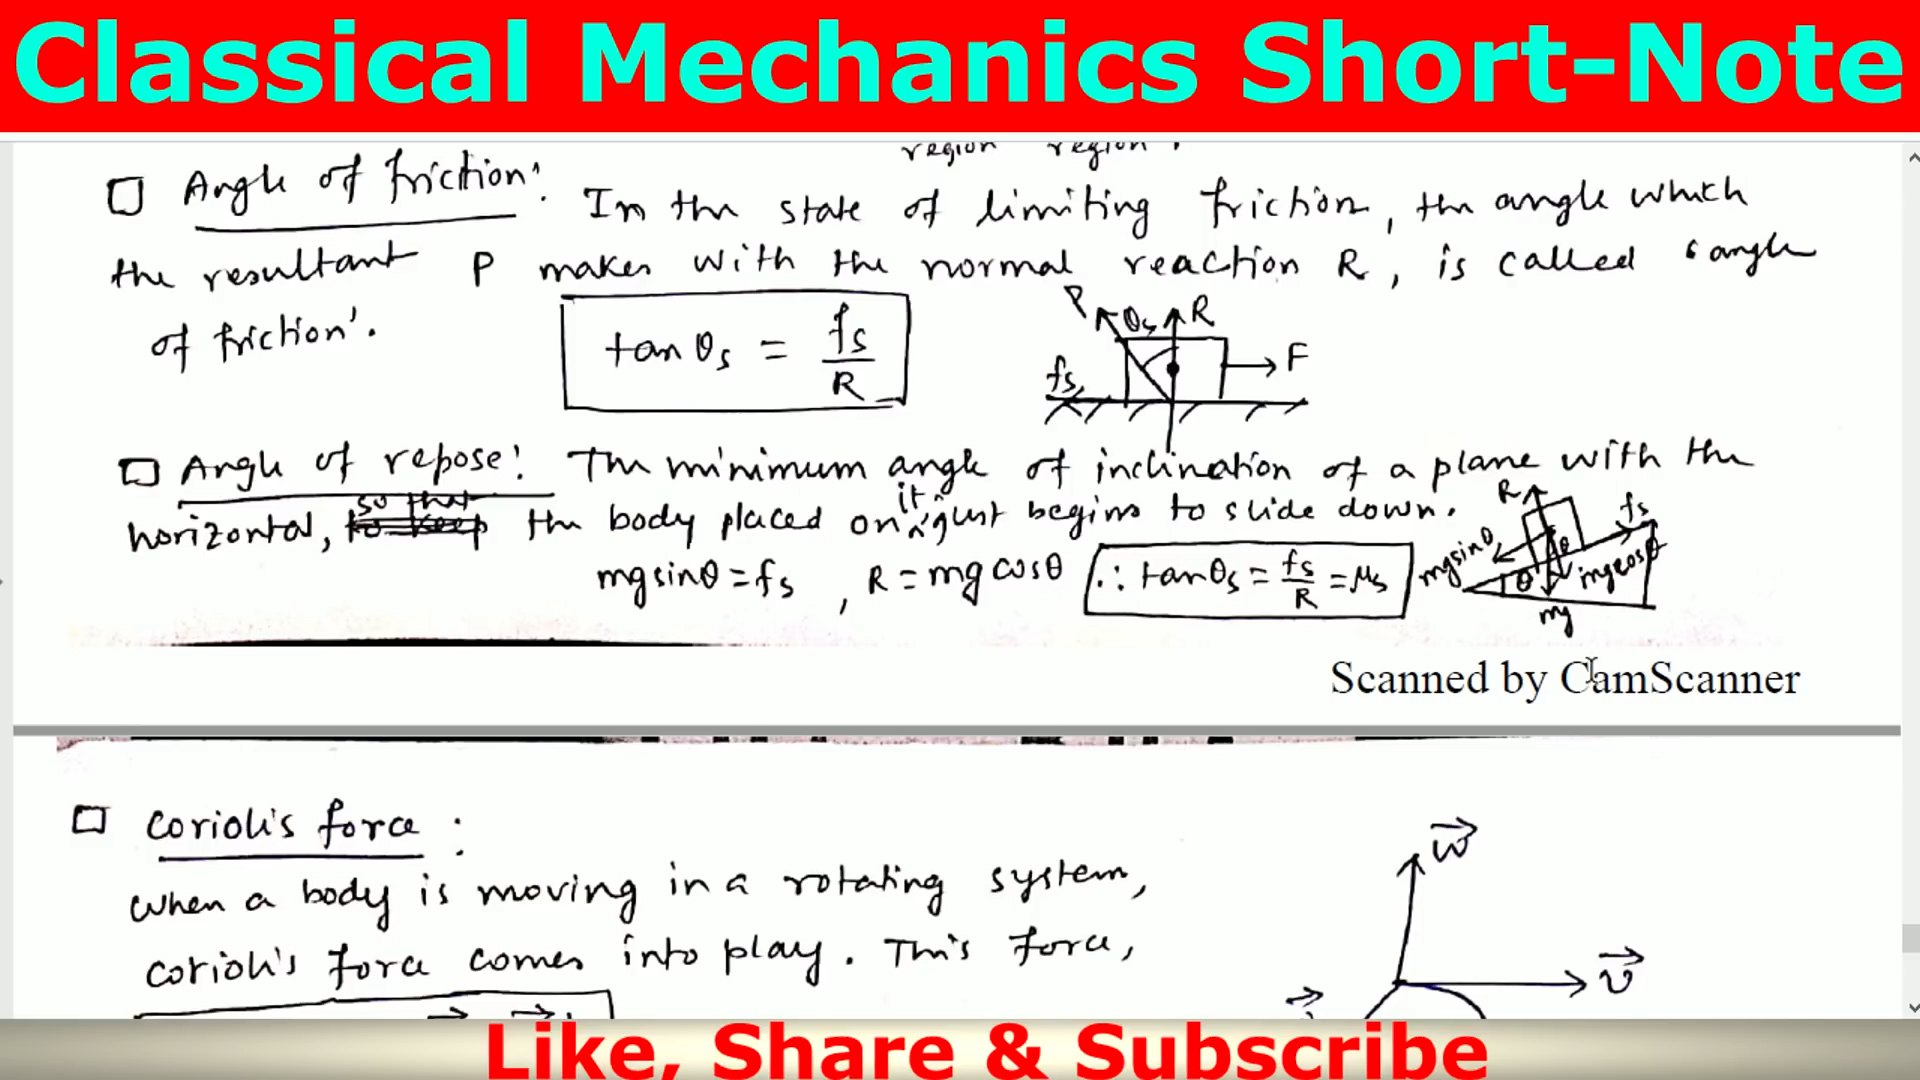 Classical Mechanics Short-Note
region region.
□ Angle of friction: In the state of limiting friction, the angle which
the resultant P makes with the normal reaction R, is called 'angle
of friction'.
tan θs = fs/R
P θs R
fs F
□ Angle of repose: The minimum angle of inclination of a plane with the
horizontal, so that the body placed on it just begins to slide down.
mg sinθ = fs , R = mg cosθ ∴ tanθs = fs/R = μs
R fs
mg sinθ θ θ mg cosθ
mg
Scanned by CamScanner
□ Corioli's force :
When a body is moving in a rotating system,
corioli's force comes into play. This force,
ω→
v→
Like, Share & Subscribe